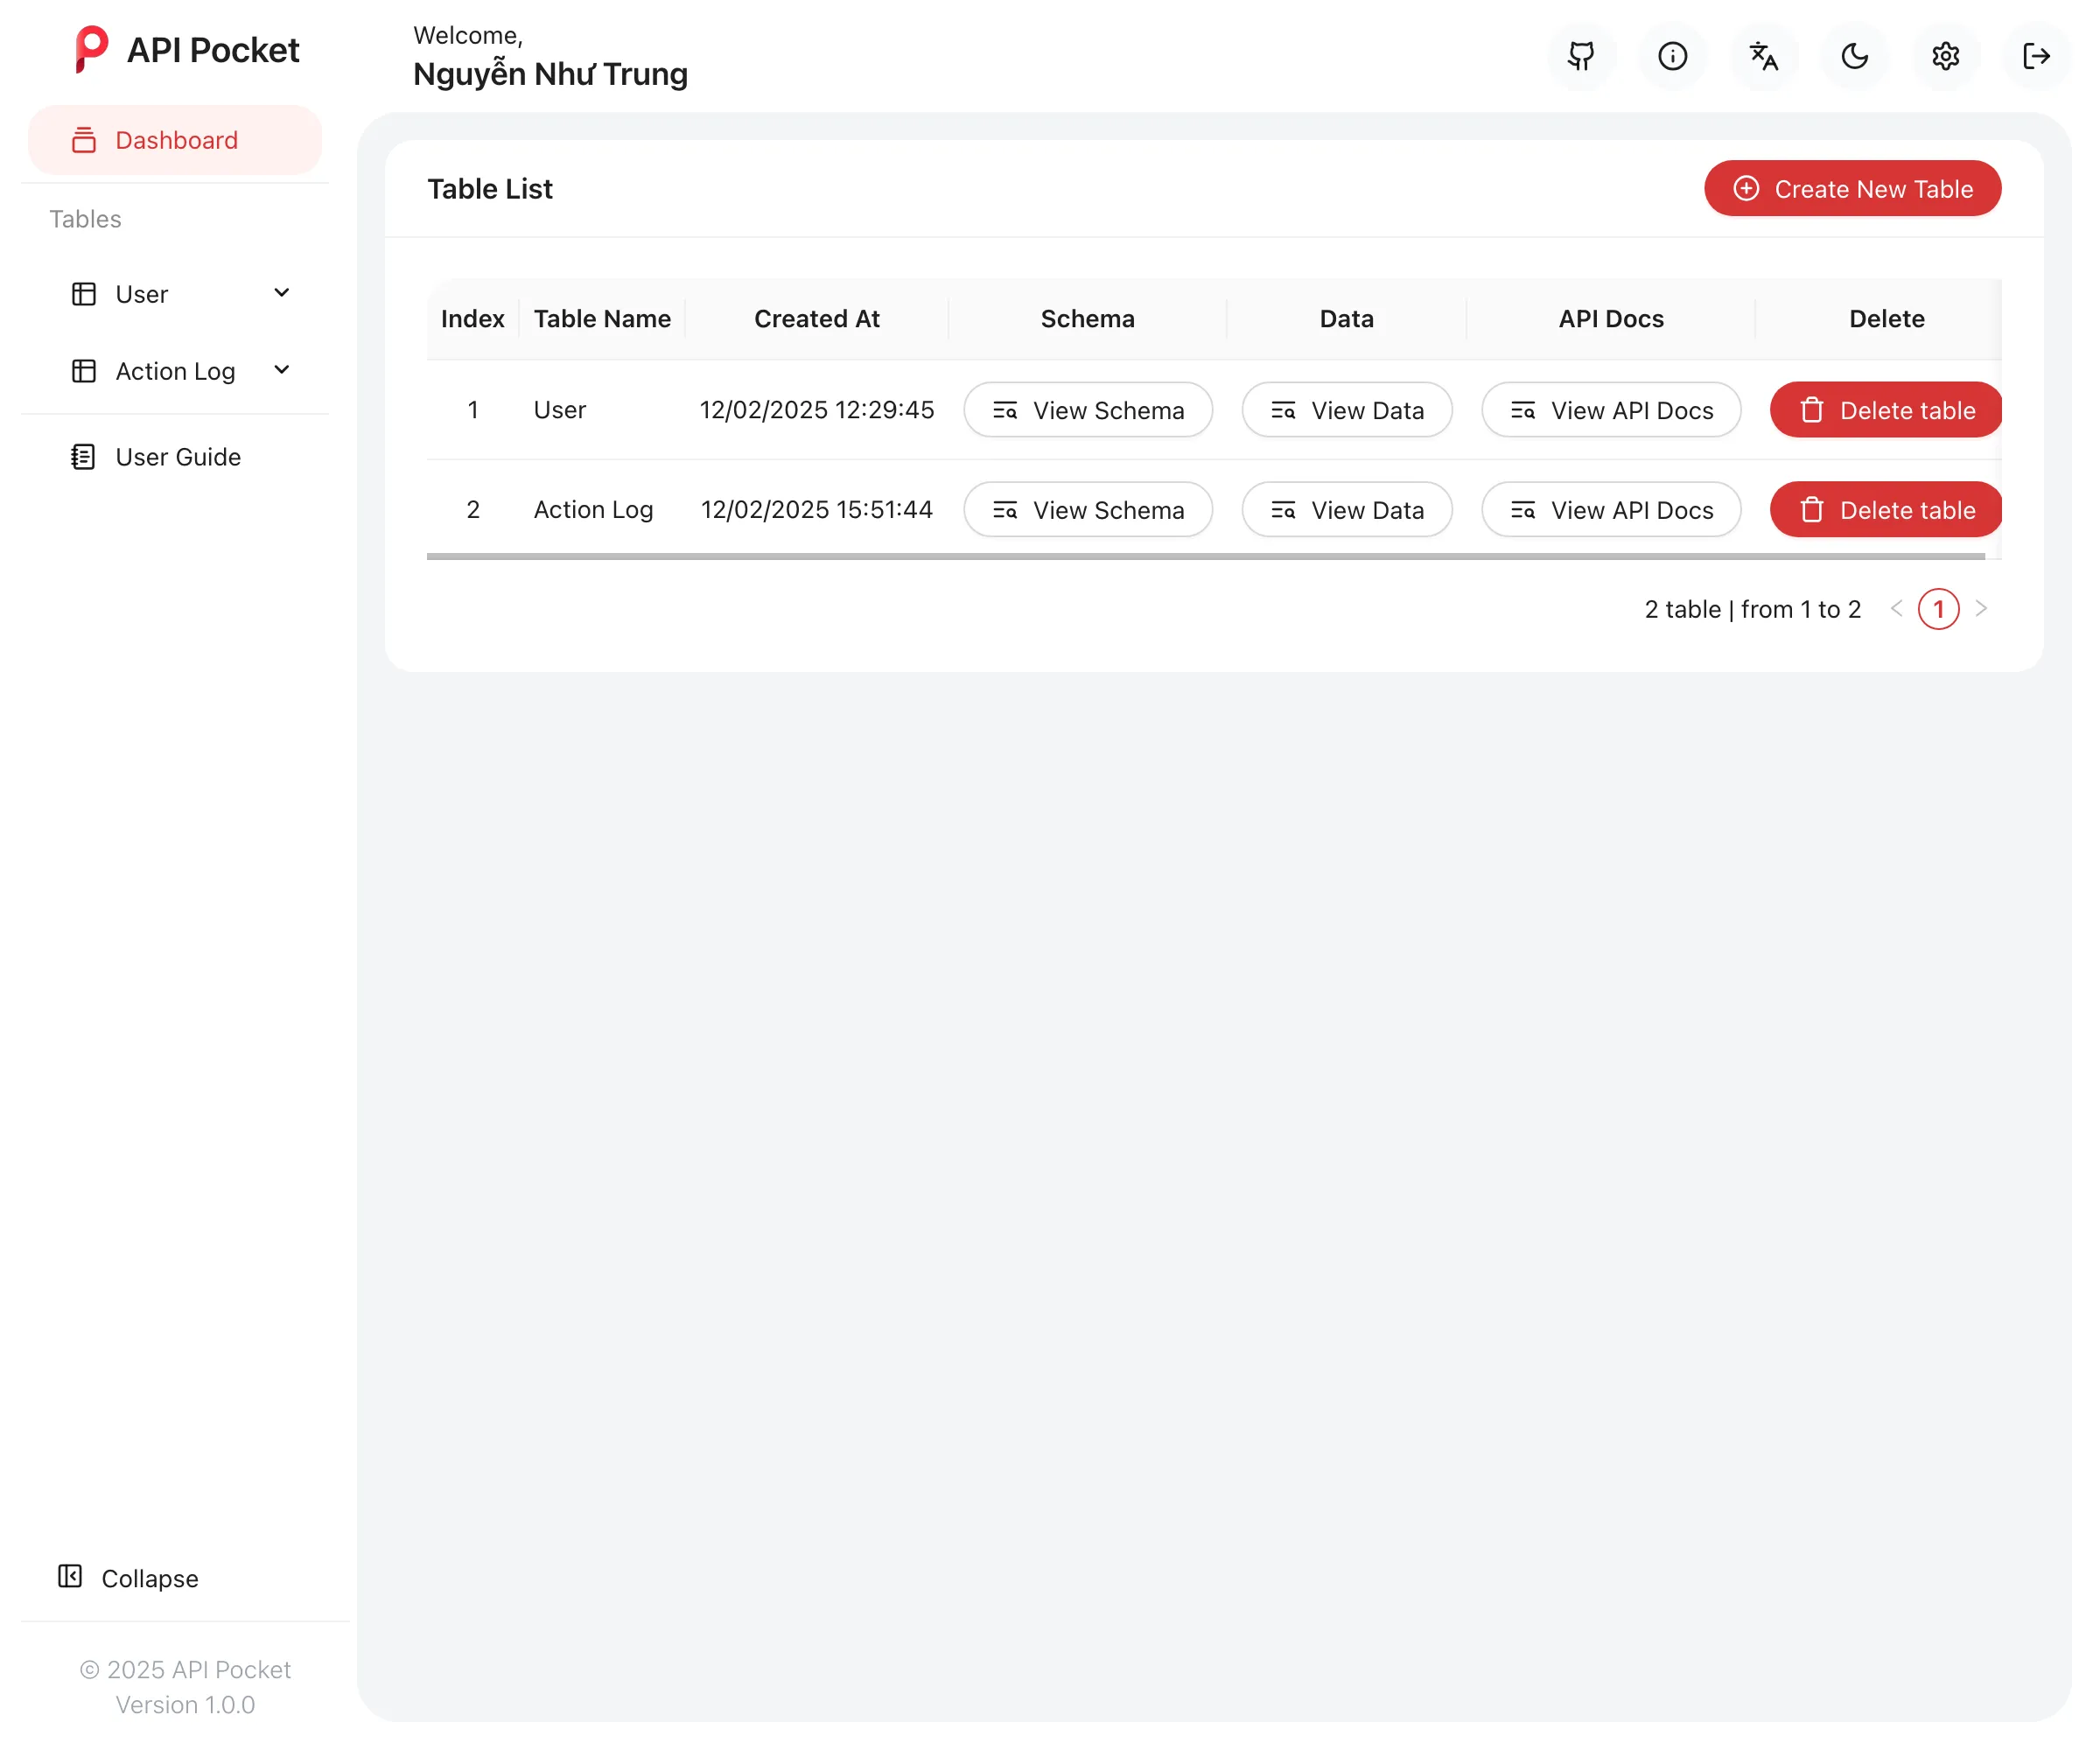 API Pocket
Welcome,
Nguyễn Như Trung
Dashboard
Tables
User
Action Log
User Guide
Table List
Create New Table
Index Table Name Created At Schema Data API Docs Delete
1 User 12/02/2025 12:29:45 View Schema View Data View API Docs Delete table
2 Action Log 12/02/2025 15:51:44 View Schema View Data View API Docs Delete table
2 table | from 1 to 2 < 1 >
Collapse
© 2025 API Pocket
Version 1.0.0